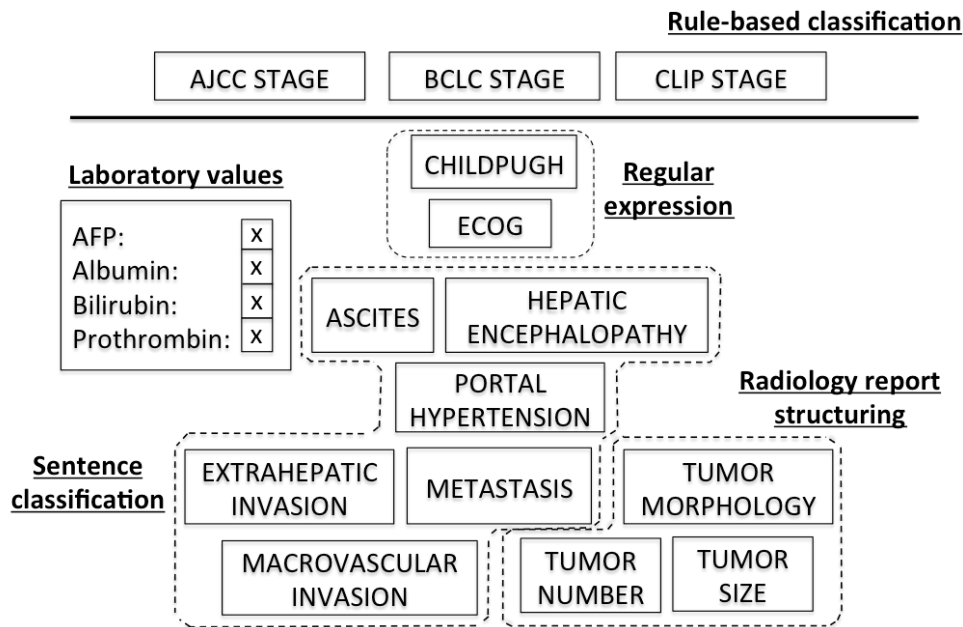 Rule-based classification
AJCC STAGE
BCLC STAGE
CLIP STAGE
CHILDPUGH
ECOG
Regular
expression
Laboratory values
AFP: x
Albumin: x
Bilirubin: x
Prothrombin: x
ASCITES
HEPATIC
ENCEPHALOPATHY
PORTAL
HYPERTENSION
Radiology report
structuring
Sentence
classification
EXTRAHEPATIC
INVASION
METASTASIS
TUMOR
MORPHOLOGY
MACROVASCULAR
INVASION
TUMOR
NUMBER
TUMOR
SIZE